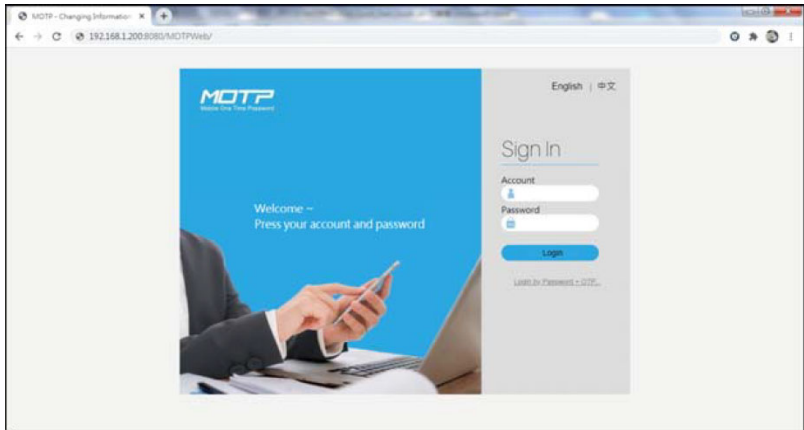 MOTP - Changing Information
192.168.1.200:8080/MOTPWeb/
MOTP
Mobile One Time Password
English | 中文
Sign In
Account
Password
Login
Login by Password + OTP...
Welcome ~
Press your account and password